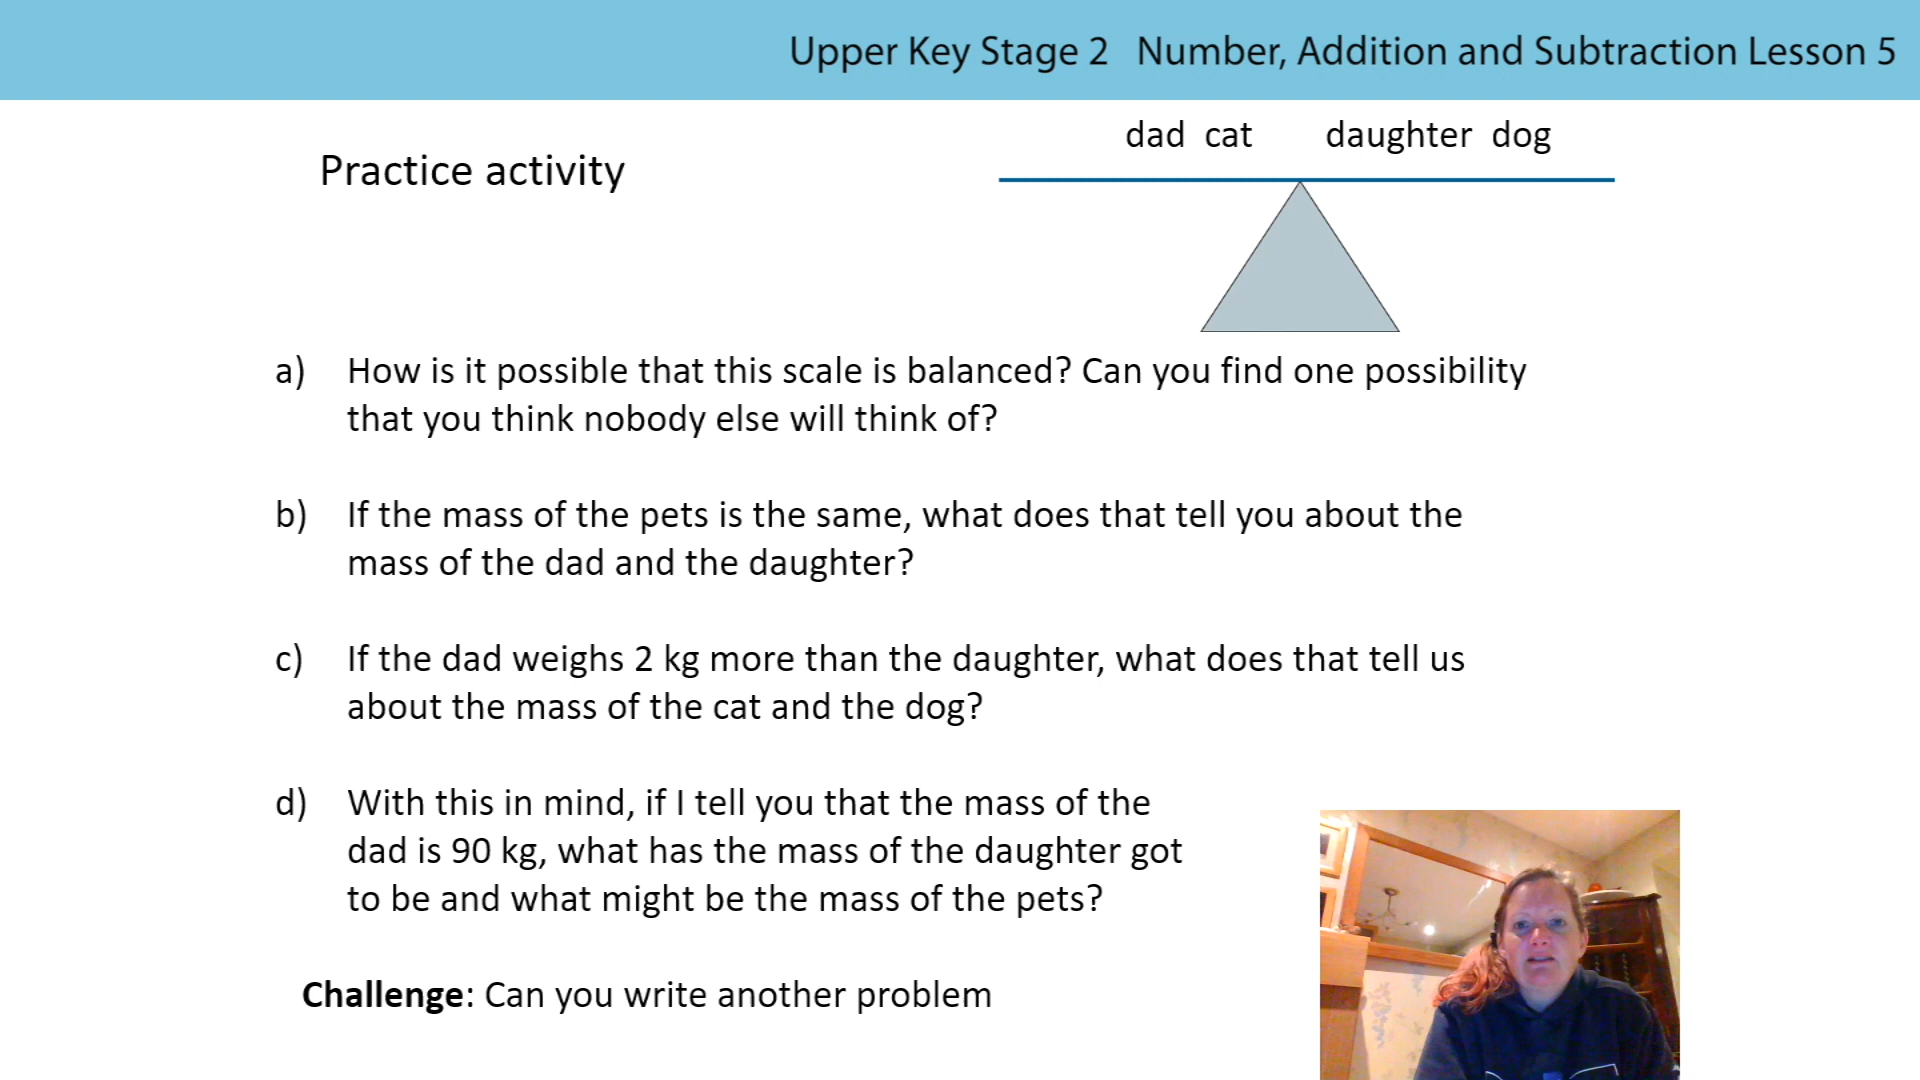 Upper Key Stage 2 Number, Addition and Subtraction Lesson 5
dad cat daughter dog
Practice activity
a) How is it possible that this scale is balanced? Can you find one possibility
that you think nobody else will think of?
b) If the mass of the pets is the same, what does that tell you about the
mass of the dad and the daughter?
c) If the dad weighs 2 kg more than the daughter, what does that tell us
about the mass of the cat and the dog?
d) With this in mind, if I tell you that the mass of the
dad is 90 kg, what has the mass of the daughter got
to be and what might be the mass of the pets?
Challenge: Can you write another problem